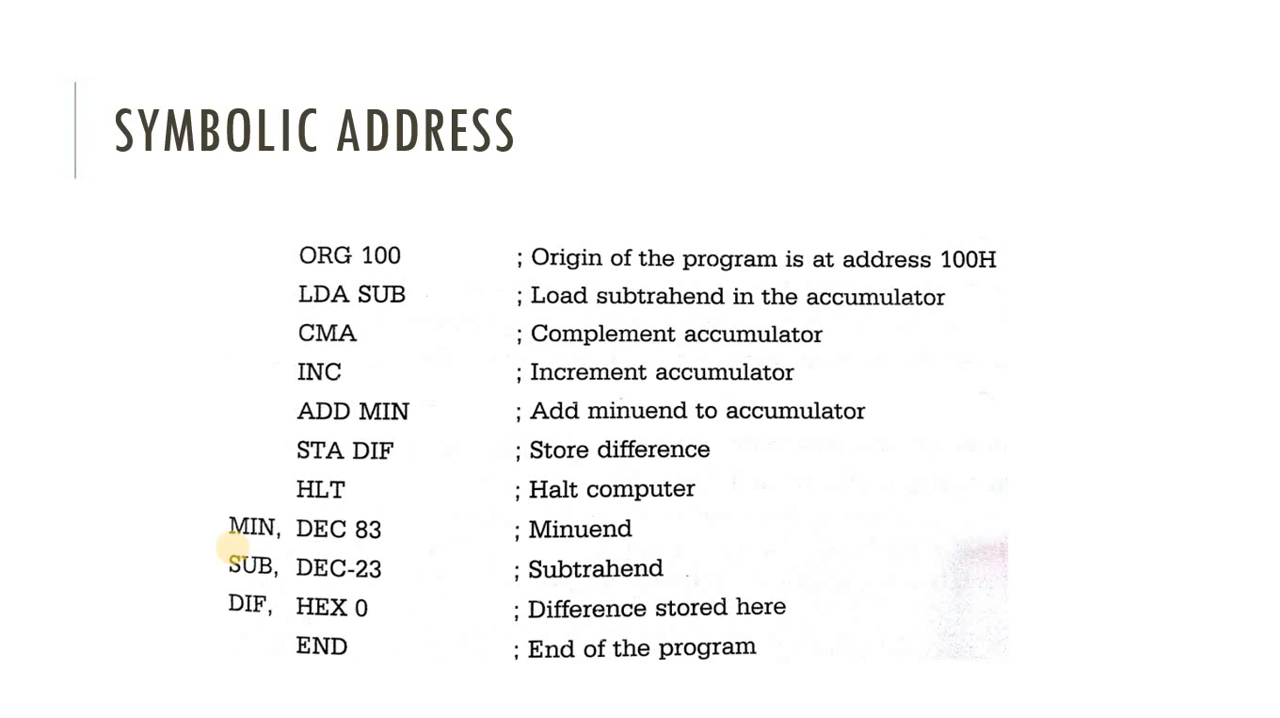 SYMBOLIC ADDRESS
ORG 100 ; Origin of the program is at address 100H
LDA SUB ; Load subtrahend in the accumulator
CMA ; Complement accumulator
INC ; Increment accumulator
ADD MIN ; Add minuend to accumulator
STA DIF ; Store difference
HLT ; Halt computer
MIN, DEC 83 ; Minuend
SUB, DEC-23 ; Subtrahend
DIF, HEX 0 ; Difference stored here
END ; End of the program